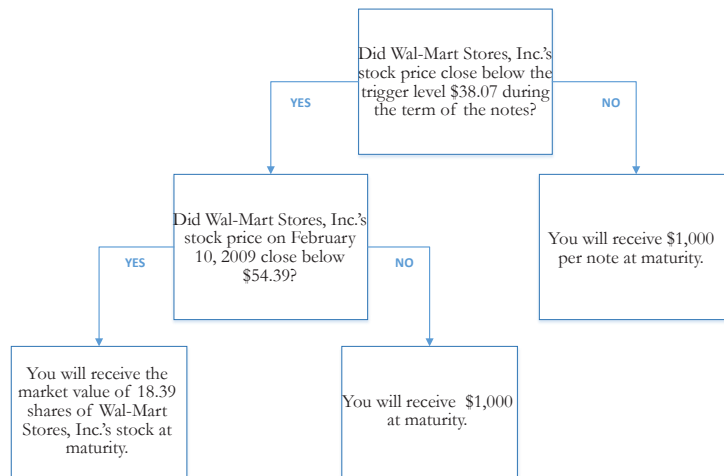 Did Wal-Mart Stores, Inc.'s
stock price close below the
trigger level $38.07 during
the term of the notes?
YES
NO
Did Wal-Mart Stores, Inc.'s
stock price on February
10, 2009 close below
$54.39?
You will receive $1,000
per note at maturity.
YES
NO
You will receive the
market value of 18.39
shares of Wal-Mart
Stores, Inc.'s stock at
maturity.
You will receive $1,000
at maturity.